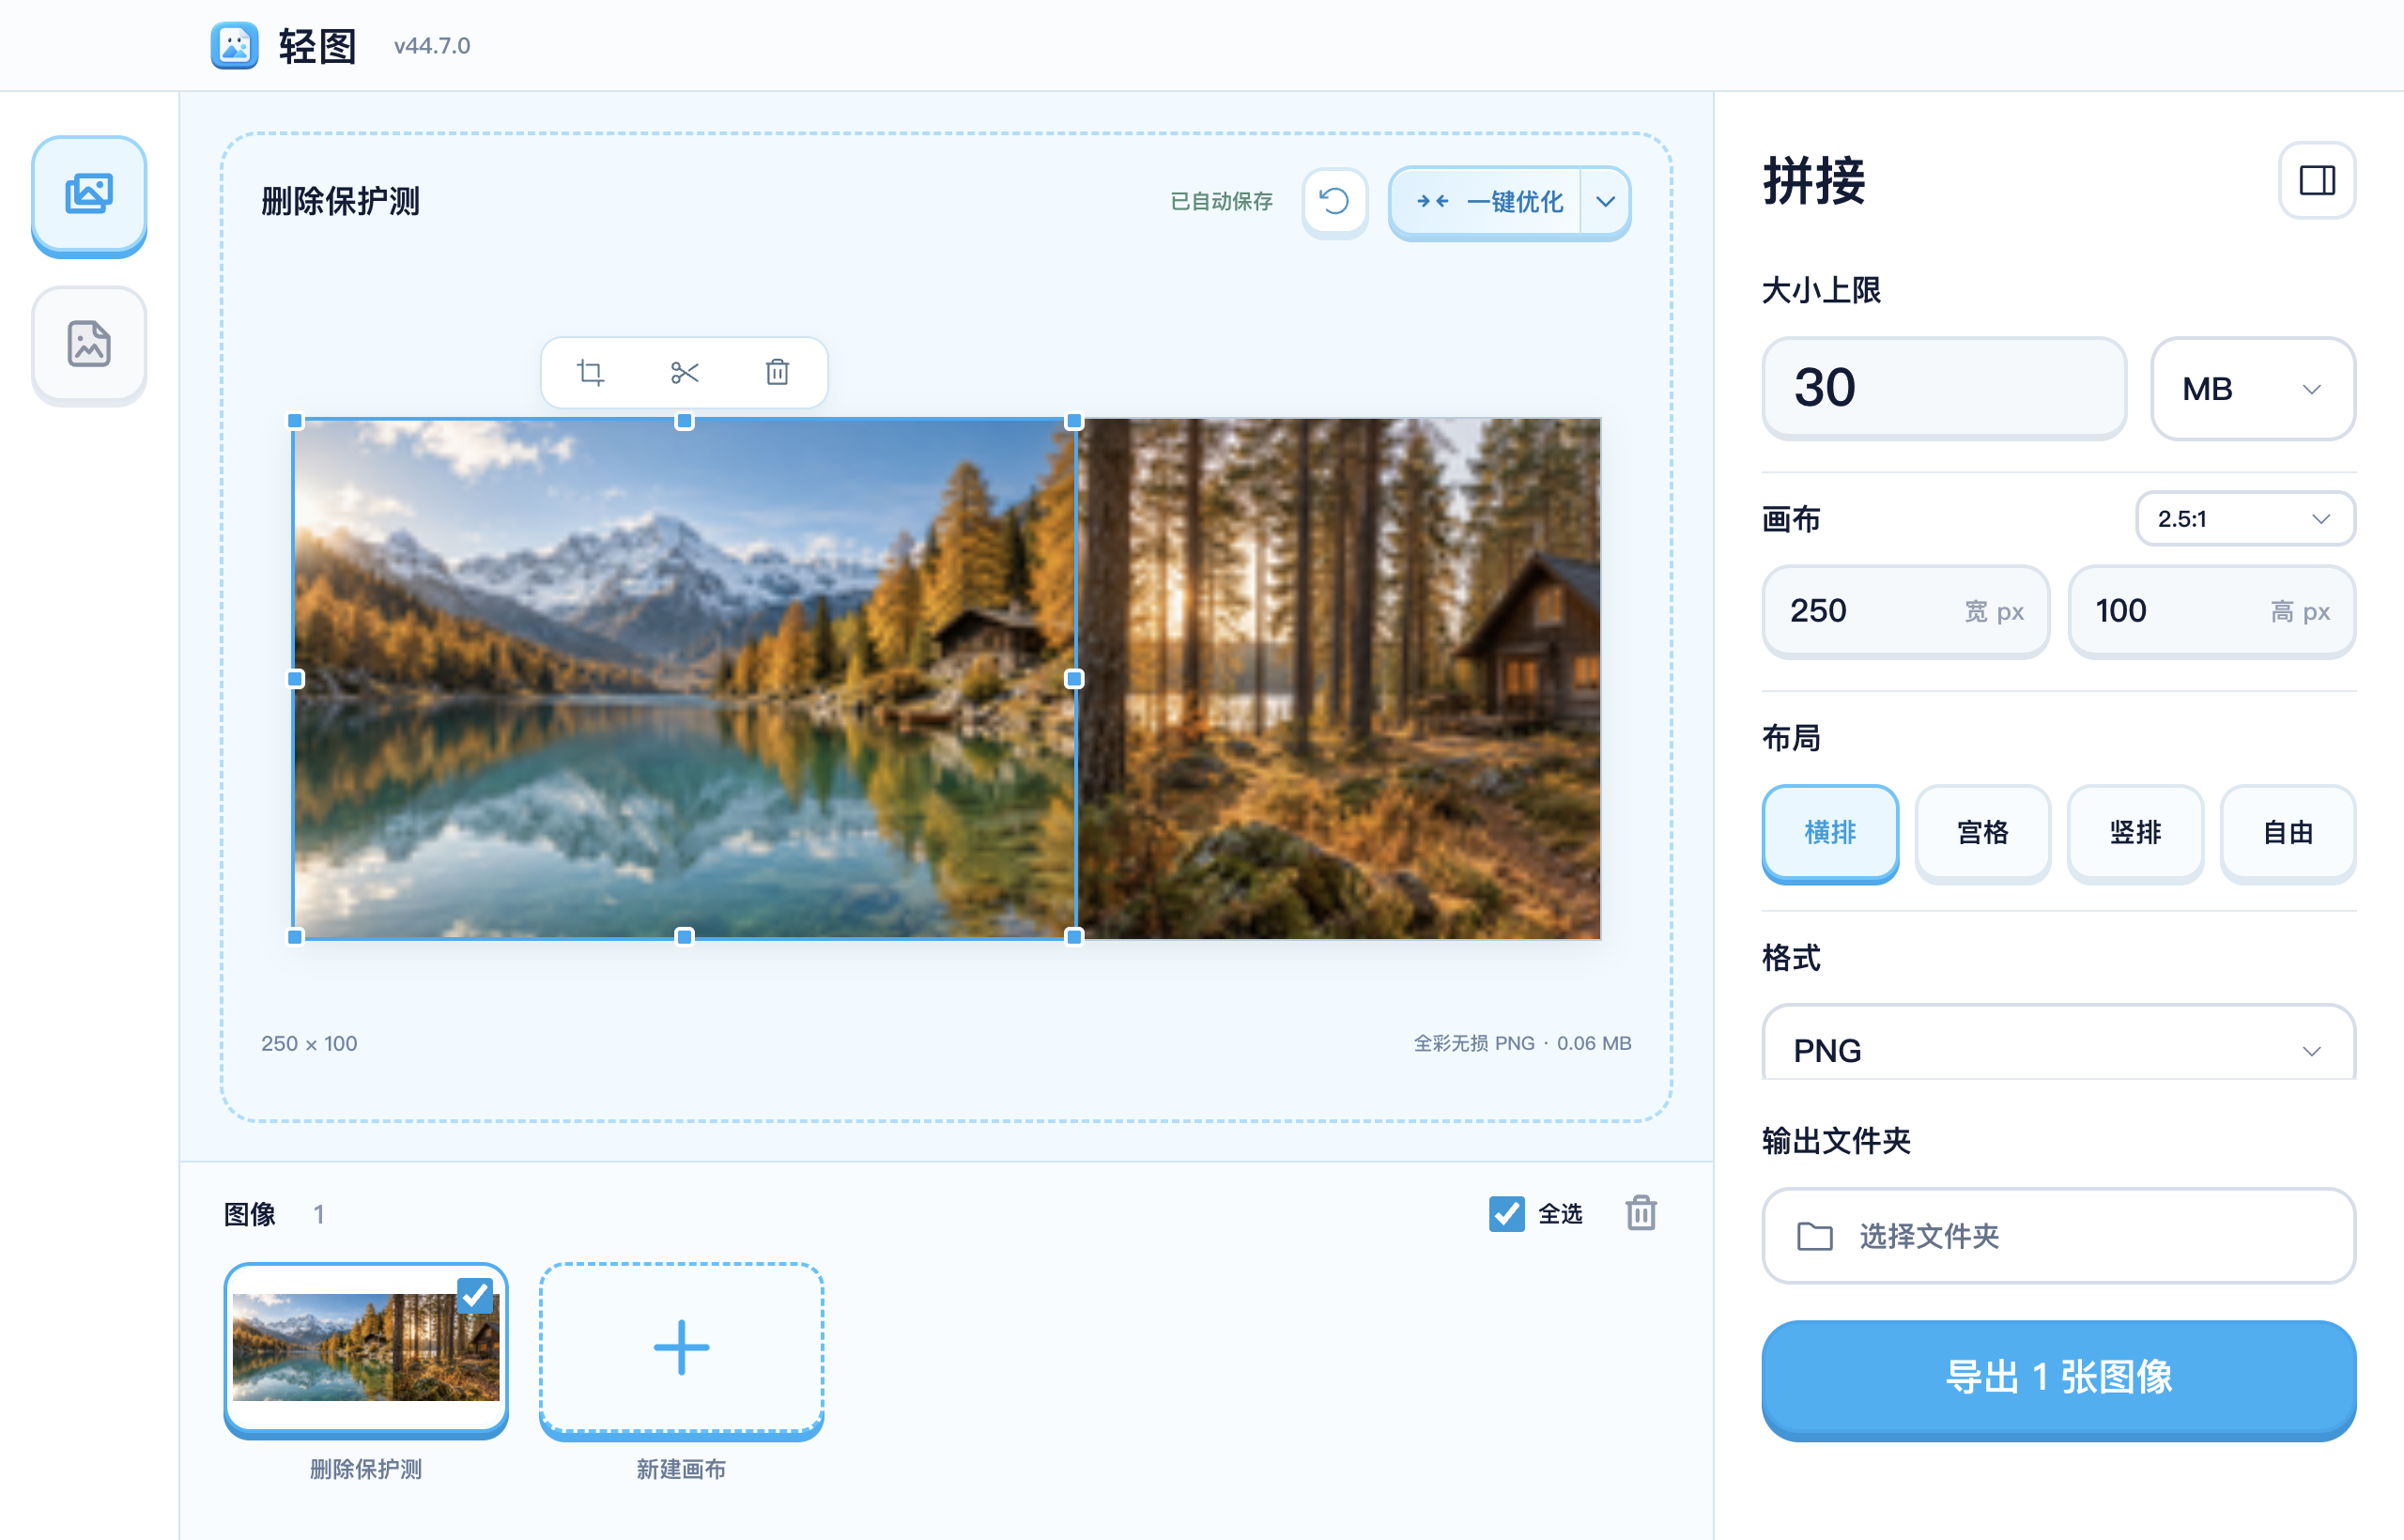 轻图 v44.7.0
删除保护测
已自动保存
一键优化
250 × 100
全彩无损 PNG · 0.06 MB
图像 1
全选
删除保护测
新建画布
拼接
大小上限
30
MB
画布
2.5:1
250 宽 px
100 高 px
布局
横排
宫格
竖排
自由
格式
PNG
输出文件夹
选择文件夹
导出 1 张图像